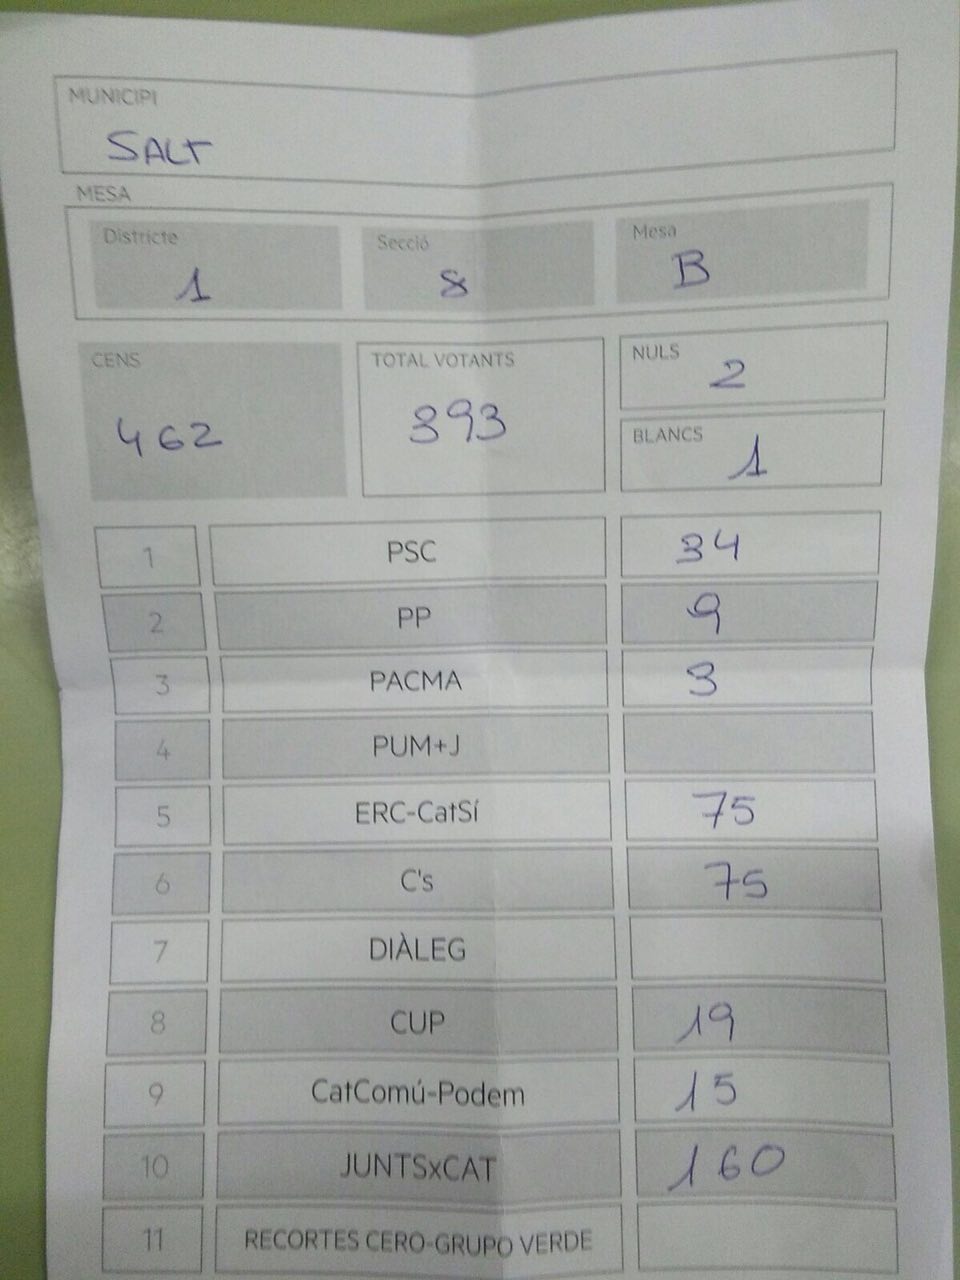 MUNICIPI
SALT
MESA
Districte Secció Mesa
1 8 B
CENS TOTAL VOTANTS NULS
462 393 2
BLANCS
1
1 PSC 34
2 PP 9
3 PACMA 3
4 PUM+J
5 ERC-CatSí 75
6 C's 75
7 DIÀLEG
8 CUP 19
9 CatComú-Podem 15
10 JUNTSxCAT 160
11 RECORTES CERO-GRUPO VERDE